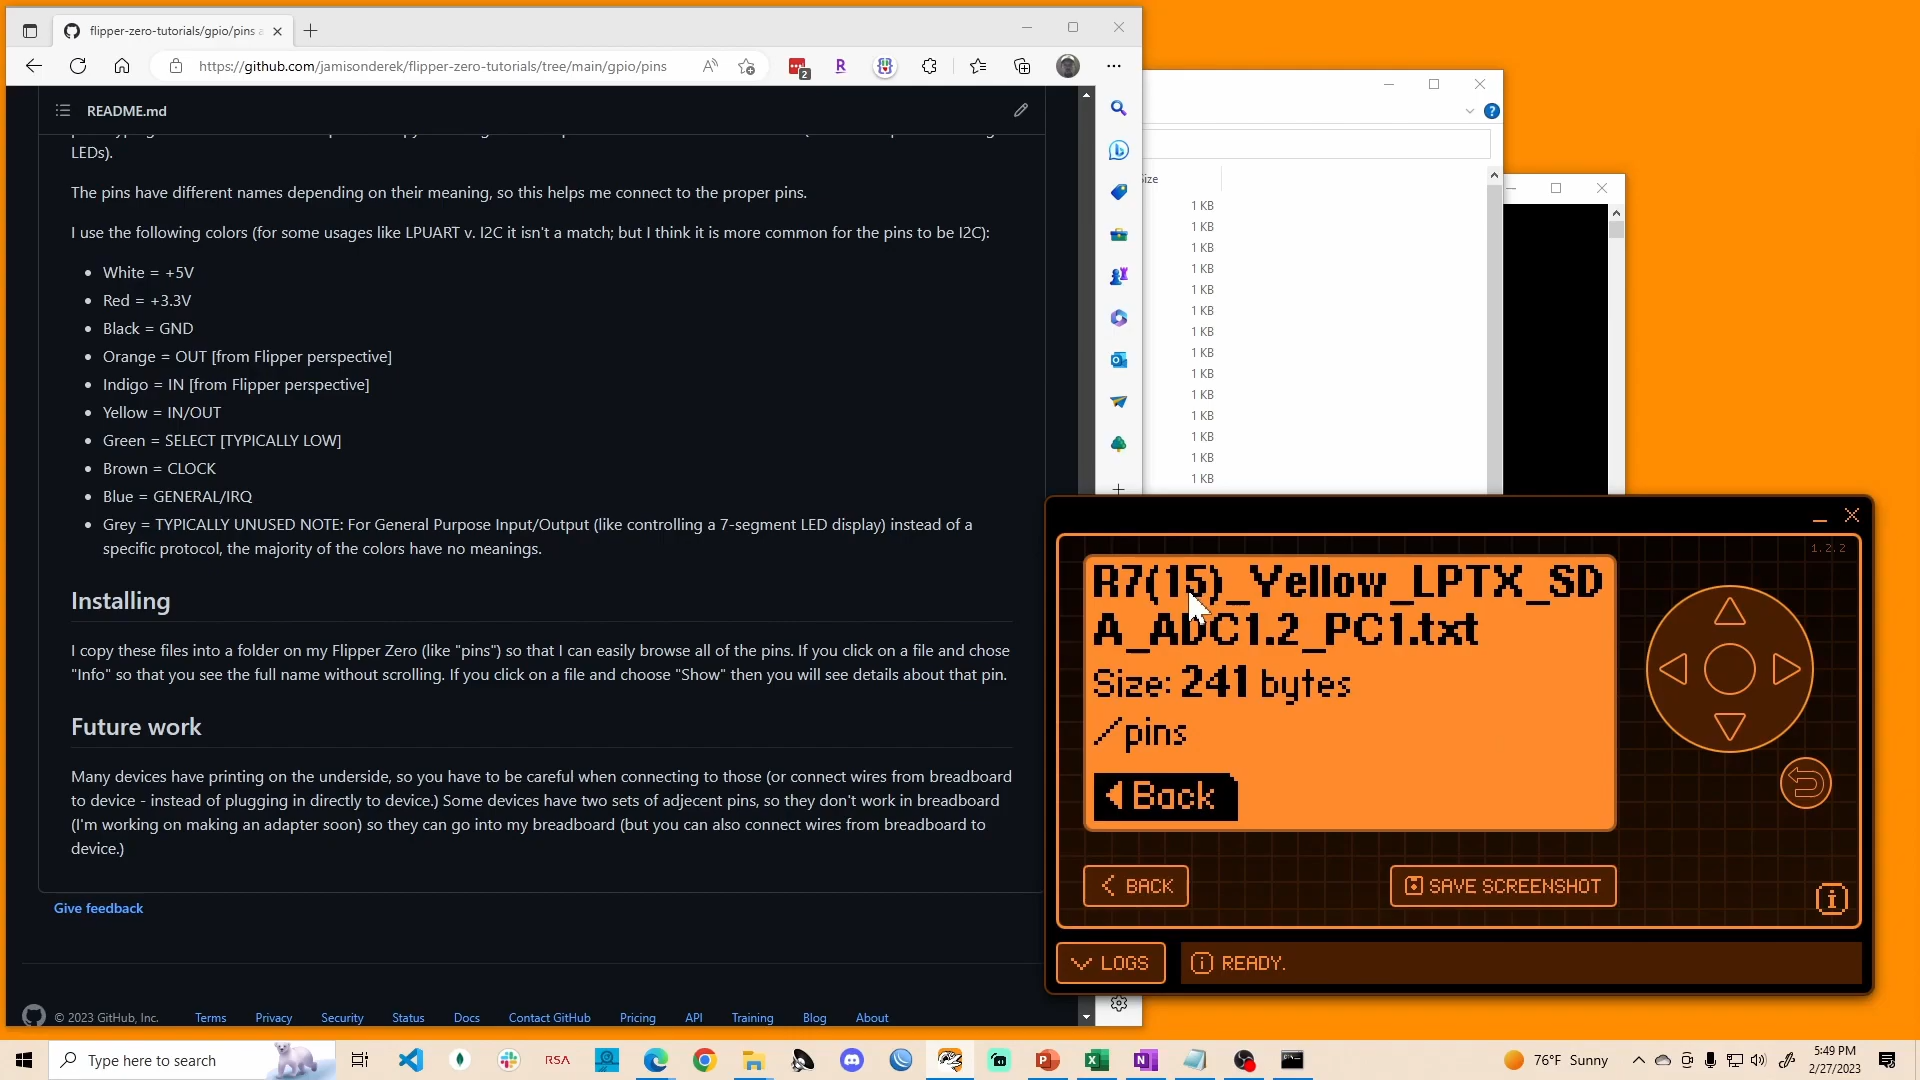 flipper-zero-tutorials/gpio/pins a
https://github.com/jamisonderek/flipper-zero-tutorials/tree/main/gpio/pins
2
README.md
LEDs).
The pins have different names depending on their meaning, so this helps me connect to the proper pins.
I use the following colors (for some usages like LPUART v. I2C it isn't a match; but I think it is more common for the pins to be I2C):
White = +5V
Red = +3.3V
Black = GND
Orange = OUT [from Flipper perspective]
Indigo = IN [from Flipper perspective]
Yellow = IN/OUT
Green = SELECT [TYPICALLY LOW]
Brown = CLOCK
Blue = GENERAL/IRQ
Grey = TYPICALLY UNUSED NOTE: For General Purpose Input/Output (like controlling a 7-segment LED display) instead of a
specific protocol, the majority of the colors have no meanings.
Installing
I copy these files into a folder on my Flipper Zero (like "pins") so that I can easily browse all of the pins. If you click on a file and chose
"Info" so that you see the full name without scrolling. If you click on a file and choose "Show" then you will see details about that pin.
Future work
Many devices have printing on the underside, so you have to be careful when connecting to those (or connect wires from breadboard
to device - instead of plugging in directly to device.) Some devices have two sets of adjecent pins, so they don't work in breadboard
(I'm working on making an adapter soon) so they can go into my breadboard (but you can also connect wires from breadboard to
device.)
Give feedback
© 2023 GitHub, Inc.
Terms
Privacy
Security
Status
Docs
Contact GitHub
Pricing
API
Training
Blog
About
1 KB
1 KB
1 KB
1 KB
1 KB
1 KB
1 KB
1 KB
1 KB
1 KB
1 KB
1 KB
1 KB
1 KB
1.2.2
R7(15)_Yellow_LPTX_SD
A_ADC1.2_PC1.txt
Size: 241 bytes
/pins
Back
BACK
SAVE SCREENSHOT
LOGS
READY.
Type here to search
RSA
76°F Sunny
5:49 PM
2/27/2023